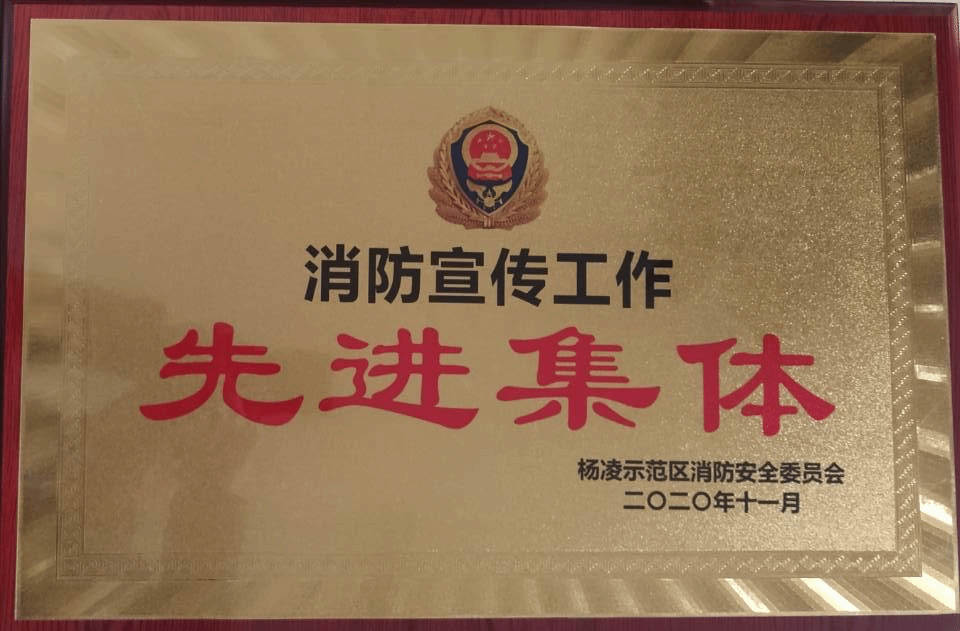 消防宣传工作
先进集体
杨凌示范区消防安全委员会
二〇二〇年十一月